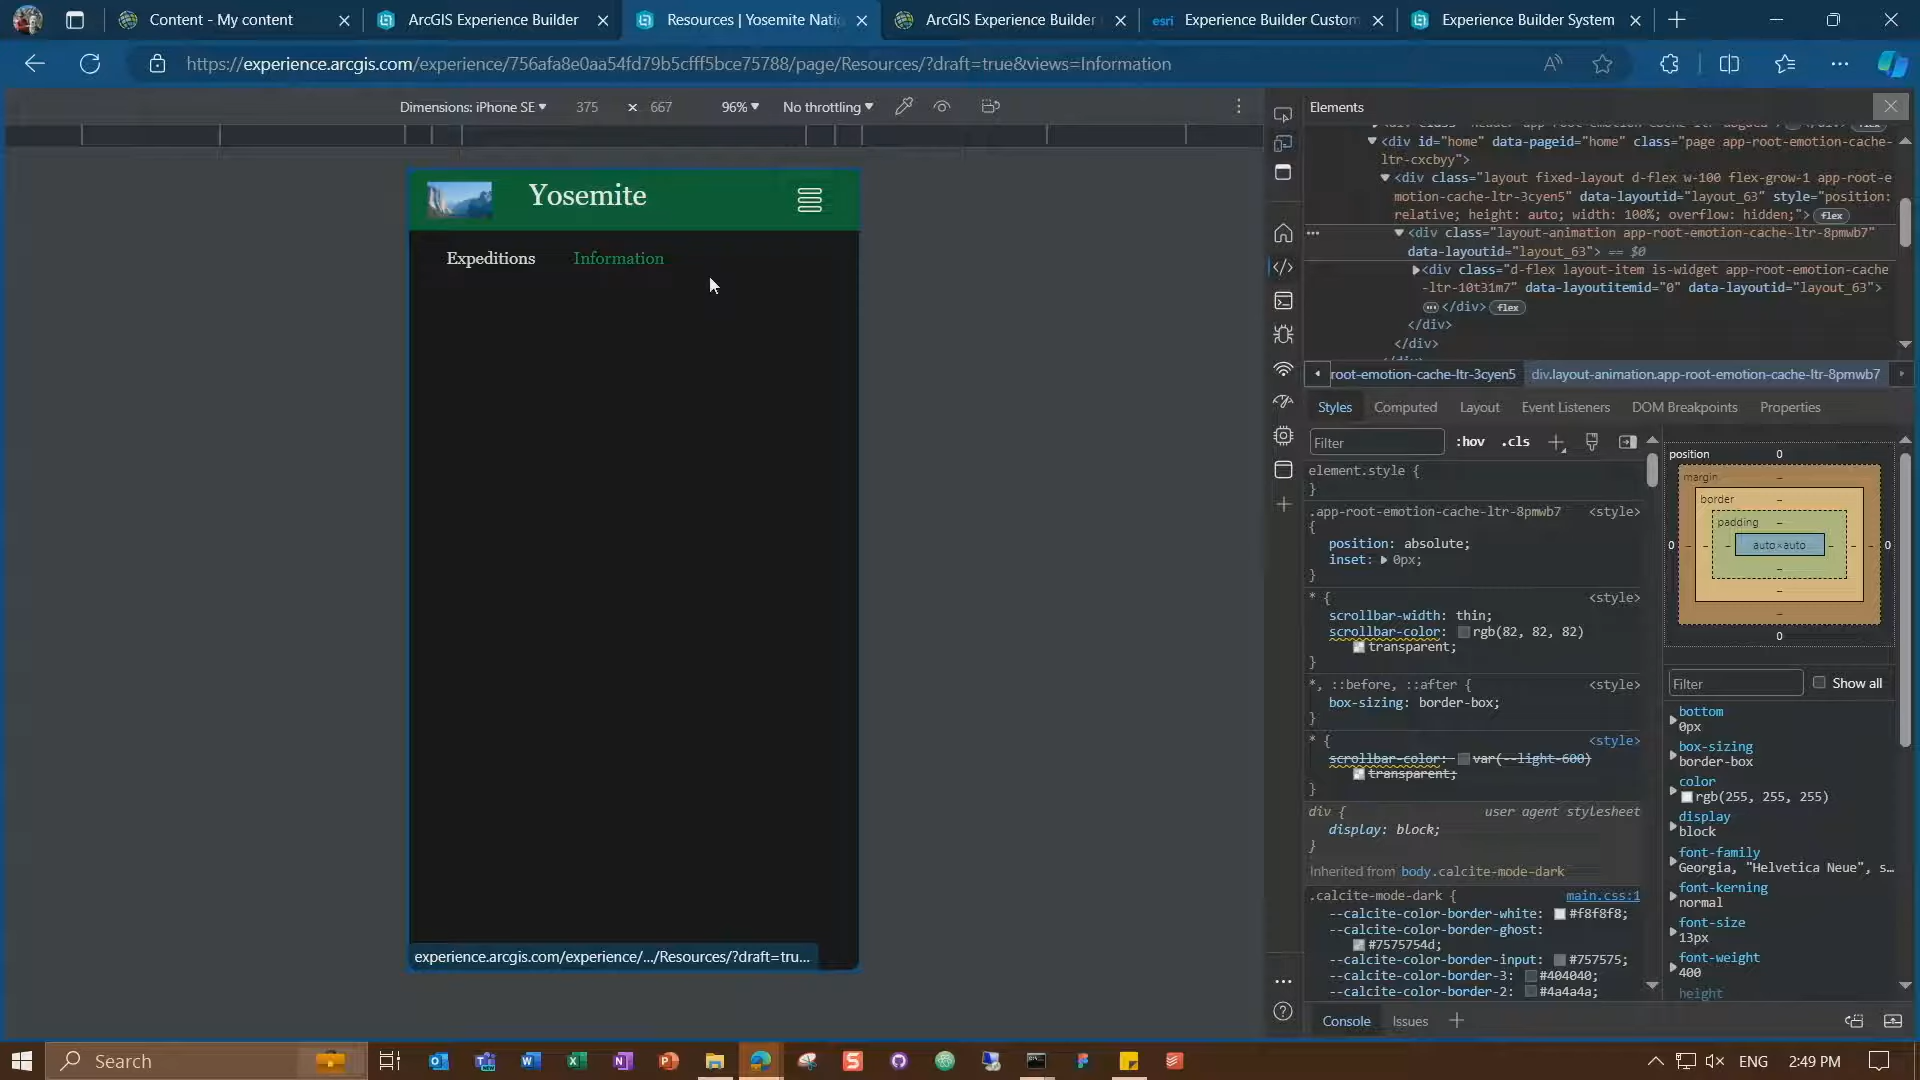 Content - My content
ArcGIS Experience Builder
Resources | Yosemite Natio
ArcGIS Experience Builder
esri Experience Builder Custom
Experience Builder System
https://experience.arcgis.com/experience/756afa8e0aa54fd79b5cfff5bce75788/page/Resources/?draft=true&views=Information
Dimensions: iPhone SE 375 × 667 96% No throttling
Yosemite
Expeditions Information
experience.arcgis.com/experience/.../Resources/?draft=tru...
Elements
<div id="home" data-pageid="home" class="page app-root-emotion-cache-
ltr-cxcbyy">
<div class="layout fixed-layout d-flex w-100 flex-grow-1 app-root-e
motion-cache-ltr-3cyen5" data-layoutid="layout_63" style="position:
relative; height: auto; width: 100%; overflow: hidden;"> flex
<div class="layout-animation app-root-emotion-cache-ltr-8pmwb7"
data-layoutid="layout_63"> == $0
<div class="d-flex layout-item is-widget app-root-emotion-cache
-ltr-10t31m7" data-layoutitemid="0" data-layoutid="layout_63">
</div> flex
</div>
</div>
root-emotion-cache-ltr-3cyen5 div.layout-animation.app-root-emotion-cache-ltr-8pmwb7
Styles Computed Layout Event Listeners DOM Breakpoints Properties
Filter :hov .cls
element.style {
}
.app-root-emotion-cache-ltr-8pmwb7 <style>
{
position: absolute;
inset: 0px;
}
* { <style>
scrollbar-width: thin;
scrollbar-color: rgb(82, 82, 82)
transparent;
}
*, ::before, ::after { <style>
box-sizing: border-box;
}
* { <style>
scrollbar-color: var(--light-600)
transparent;
}
div { user agent stylesheet
display: block;
}
Inherited from body.calcite-mode-dark
.calcite-mode-dark { main.css:1
--calcite-color-border-white: #f8f8f8;
--calcite-color-border-ghost:
#7575754d;
--calcite-color-border-input: #757575;
--calcite-color-border-3: #404040;
--calcite-color-border-2: #4a4a4a;
position 0
margin –
border –
padding –
0 – – – auto×auto – – – 0
–
–
–
0
Filter Show all
bottom
0px
box-sizing
border-box
color
rgb(255, 255, 255)
display
block
font-family
Georgia, "Helvetica Neue", s…
font-kerning
normal
font-size
13px
font-weight
400
height
Console Issues
Search
ENG 2:49 PM